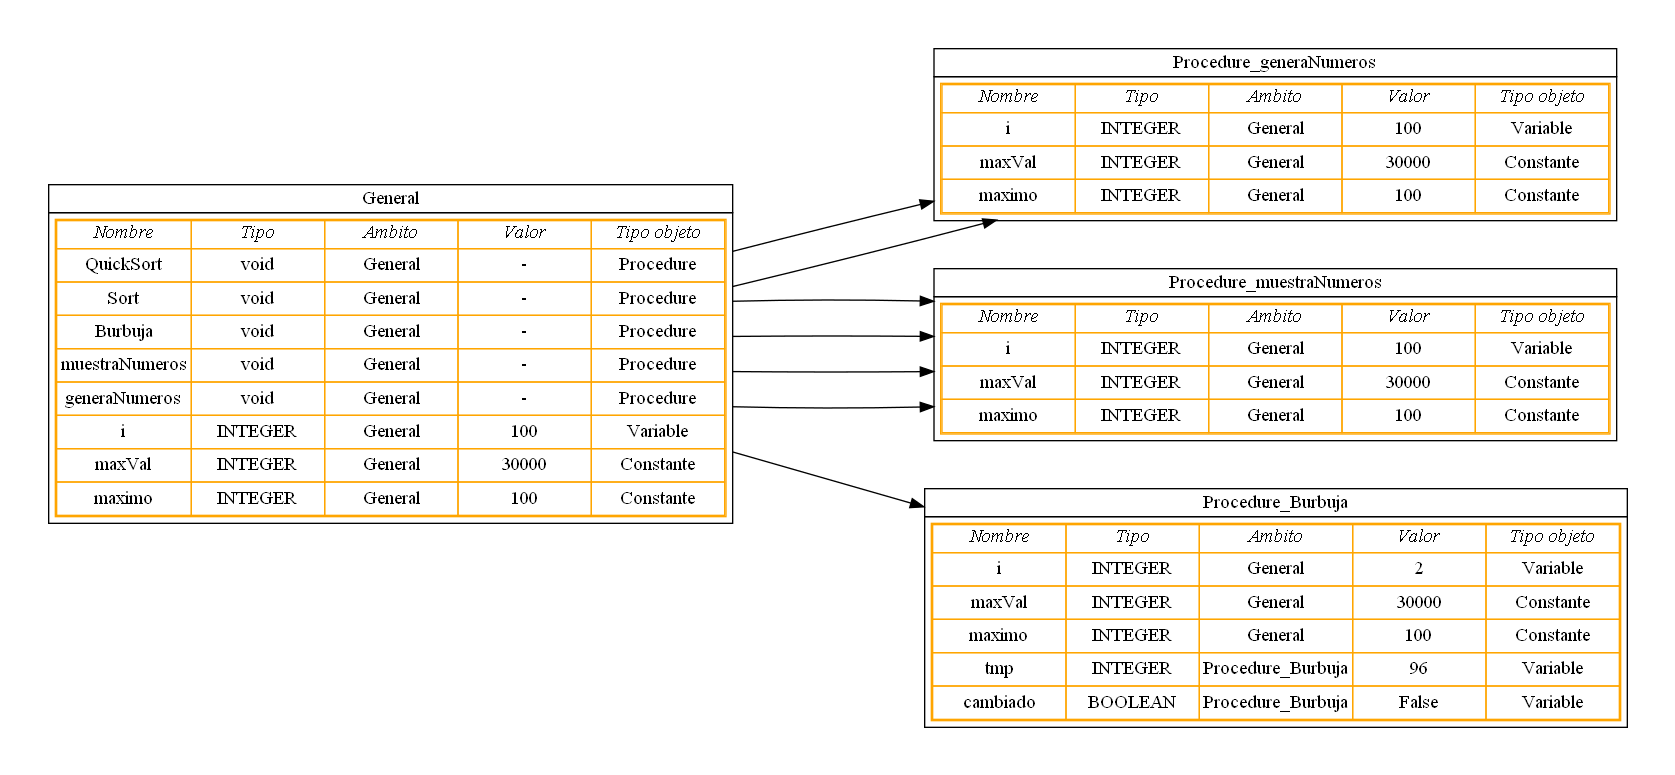 General
Nombre Tipo Ambito Valor Tipo objeto
QuickSort void General - Procedure
Sort void General - Procedure
Burbuja void General - Procedure
muestraNumeros void General - Procedure
generaNumeros void General - Procedure
i INTEGER General 100 Variable
maxVal INTEGER General 30000 Constante
maximo INTEGER General 100 Constante
Procedure_generaNumeros
Nombre Tipo Ambito Valor Tipo objeto
i INTEGER General 100 Variable
maxVal INTEGER General 30000 Constante
maximo INTEGER General 100 Constante
Procedure_muestraNumeros
Nombre Tipo Ambito Valor Tipo objeto
i INTEGER General 100 Variable
maxVal INTEGER General 30000 Constante
maximo INTEGER General 100 Constante
Procedure_Burbuja
Nombre Tipo Ambito Valor Tipo objeto
i INTEGER General 2 Variable
maxVal INTEGER General 30000 Constante
maximo INTEGER General 100 Constante
tmp INTEGER Procedure_Burbuja 96 Variable
cambiado BOOLEAN Procedure_Burbuja False Variable